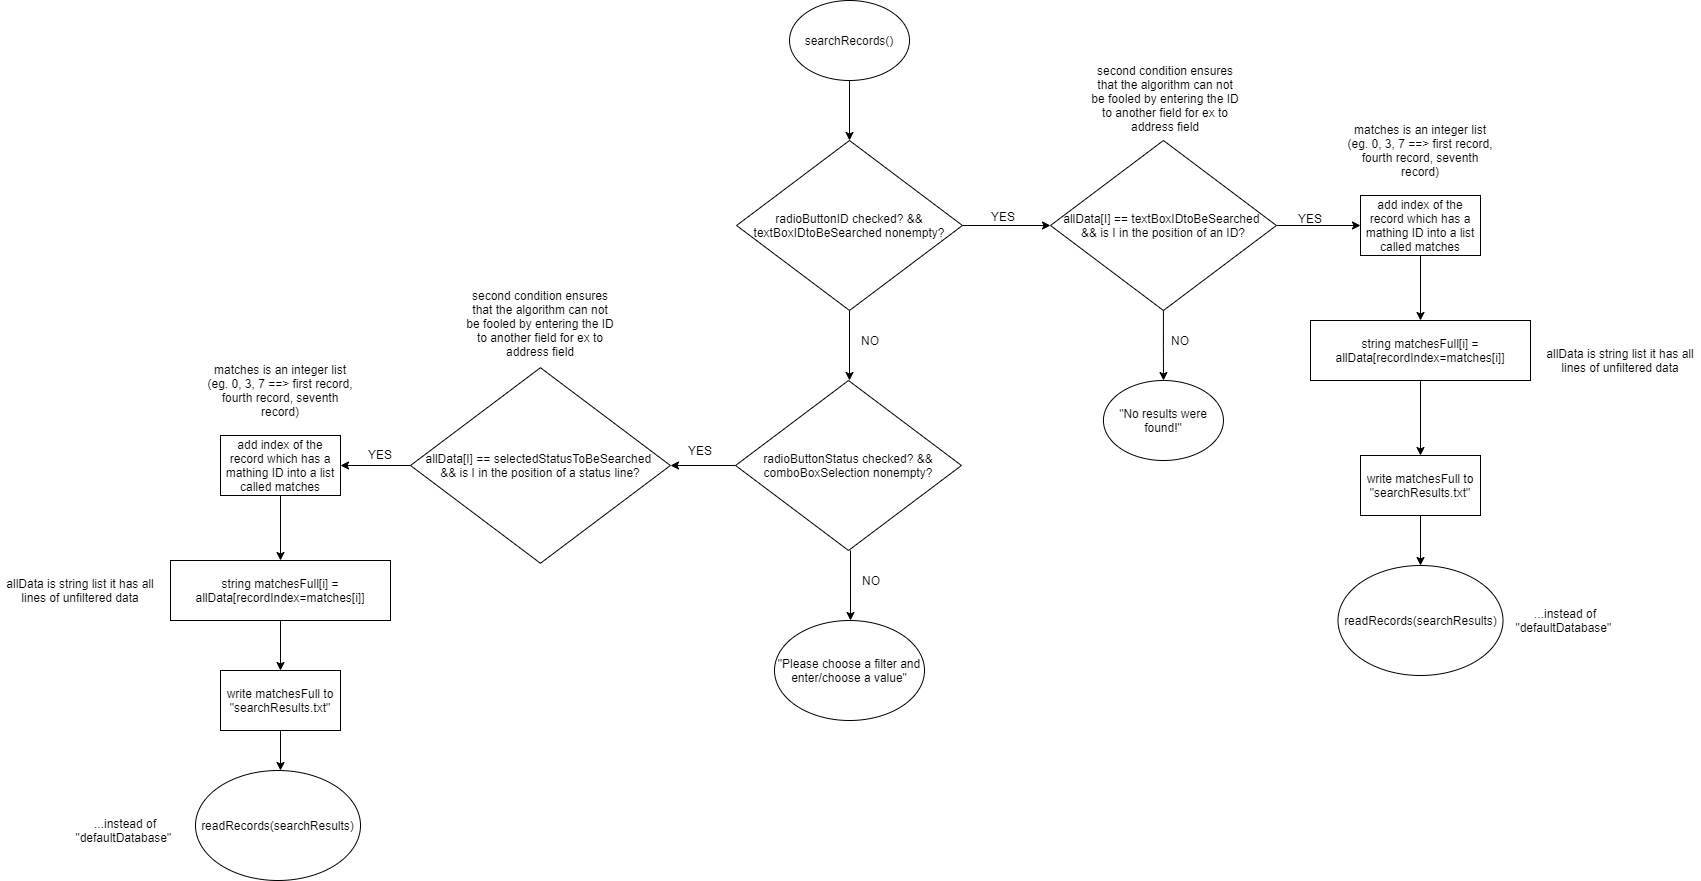 searchRecords()
second condition ensures
that the algorithm can not
be fooled by entering the ID
to another field for ex to
address field
matches is an integer list
(eg. 0, 3, 7 ==> first record,
fourth record, seventh
record)
radioButtonID checked? &&
textBoxIDtoBeSearched nonempty?
YES
allData[I] == textBoxIDtoBeSearched
&& is I in the position of an ID?
YES
add index of the
record which has a
mathing ID into a list
called matches
NO
NO
string matchesFull[i] =
allData[recordIndex=matches[i]]
allData is string list it has all
lines of unfiltered data
"No results were
found!"
write matchesFull to
"searchResults.txt"
readRecords(searchResults)
...instead of
"defaultDatabase"
radioButtonStatus checked? &&
comboBoxSelection nonempty?
YES
second condition ensures
that the algorithm can not
be fooled by entering the ID
to another field for ex to
address field
allData[I] == selectedStatusToBeSearched
&& is I in the position of a status line?
YES
matches is an integer list
(eg. 0, 3, 7 ==> first record,
fourth record, seventh
record)
add index of the
record which has a
mathing ID into a list
called matches
NO
"Please choose a filter and
enter/choose a value"
allData is string list it has all
lines of unfiltered data
string matchesFull[i] =
allData[recordIndex=matches[i]]
write matchesFull to
"searchResults.txt"
...instead of
"defaultDatabase"
readRecords(searchResults)